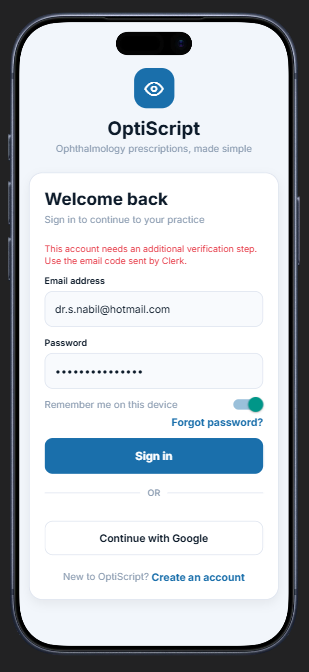 OptiScript
Ophthalmology prescriptions, made simple
Welcome back
Sign in to continue to your practice
This account needs an additional verification step.
Use the email code sent by Clerk.
Email address
dr.s.nabil@hotmail.com
Password
•••••••••••••••
Remember me on this device
Forgot password?
Sign in
OR
Continue with Google
New to OptiScript? Create an account